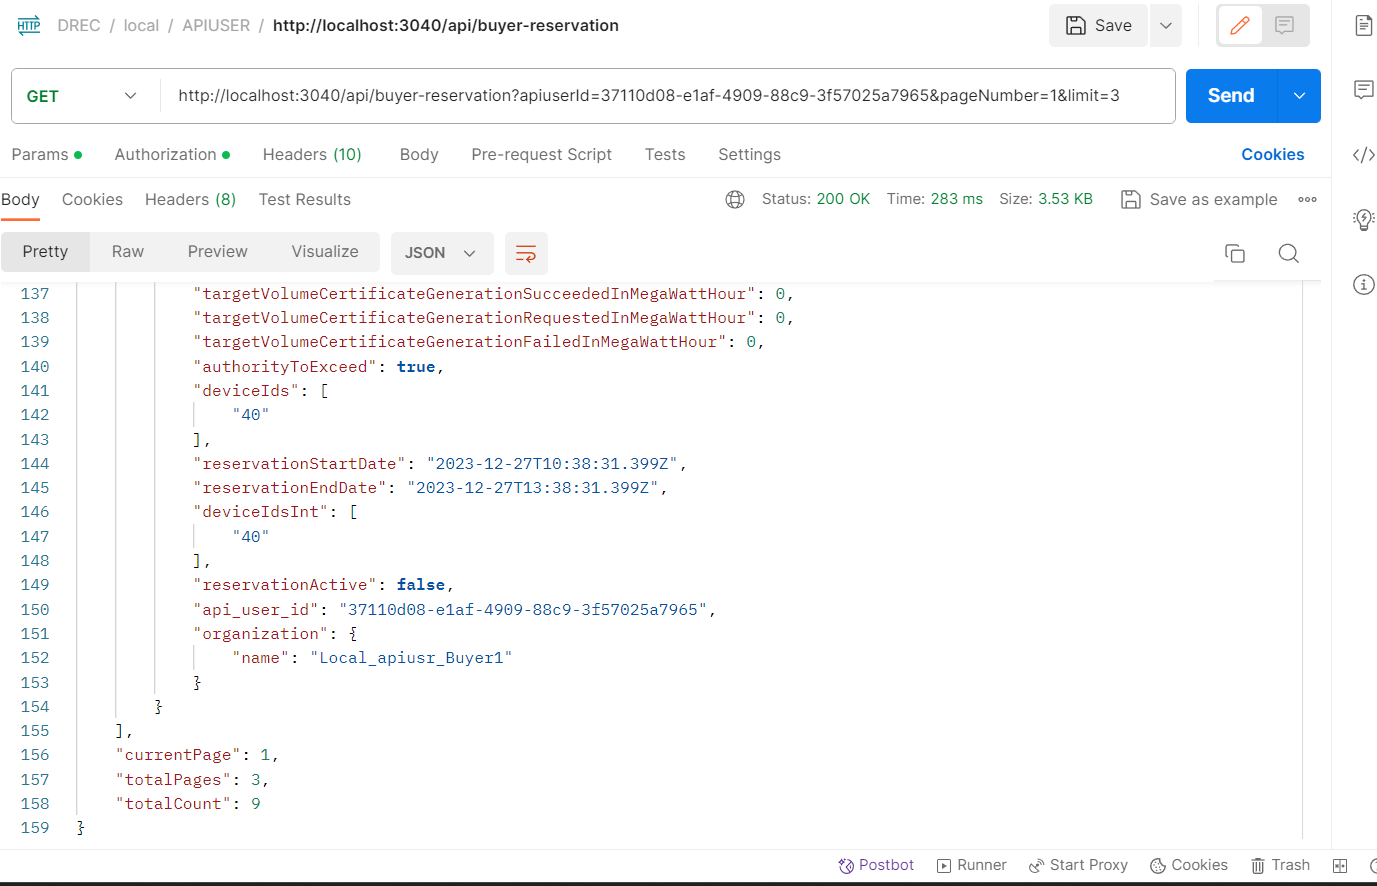 HTTP DREC / local / APIUSER / http://localhost:3040/api/buyer-reservation Save
GET http://localhost:3040/api/buyer-reservation?apiuserId=37110d08-e1af-4909-88c9-3f57025a7965&pageNumber=1&limit=3 Send
Params Authorization Headers (10) Body Pre-request Script Tests Settings Cookies
Body Cookies Headers (8) Test Results Status: 200 OK Time: 283 ms Size: 3.53 KB Save as example
Pretty Raw Preview Visualize JSON
137 "targetVolumeCertificateGenerationSucceededInMegaWattHour": 0,
138 "targetVolumeCertificateGenerationRequestedInMegaWattHour": 0,
139 "targetVolumeCertificateGenerationFailedInMegaWattHour": 0,
140 "authorityToExceed": true,
141 "deviceIds": [
142 "40"
143 ],
144 "reservationStartDate": "2023-12-27T10:38:31.399Z",
145 "reservationEndDate": "2023-12-27T13:38:31.399Z",
146 "deviceIdsInt": [
147 "40"
148 ],
149 "reservationActive": false,
150 "api_user_id": "37110d08-e1af-4909-88c9-3f57025a7965",
151 "organization": {
152 "name": "Local_apiusr_Buyer1"
153 }
154 }
155 ],
156 "currentPage": 1,
157 "totalPages": 3,
158 "totalCount": 9
159 }
Postbot Runner Start Proxy Cookies Trash